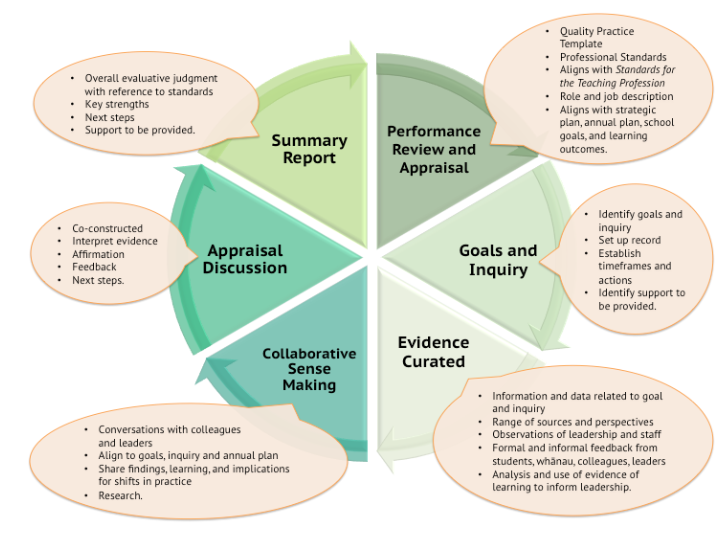 • Quality Practice
Template
• Professional Standards
• Aligns with Standards for
the Teaching Profession
• Role and job description
• Aligns with strategic
plan, annual plan, school
goals, and learning
outcomes.
Performance
Review and
Appraisal
• Identify goals and
inquiry
• Set up record
• Establish
timeframes and
actions
• Identify support to
be provided.
Goals and
Inquiry
Evidence
Curated
• Information and data related to goal
and inquiry
• Range of sources and perspectives
• Observations of leadership and staff
• Formal and informal feedback from
students, whānau, colleagues, leaders
• Analysis and use of evidence of
learning to inform leadership.
Collaborative
Sense
Making
• Conversations with colleagues
and leaders
• Align to goals, inquiry and annual plan
• Share findings, learning, and implications
for shifts in practice
• Research.
Appraisal
Discussion
• Co-constructed
• Interpret evidence
• Affirmation
• Feedback
• Next steps.
Summary
Report
• Overall evaluative judgment
with reference to standards
• Key strengths
• Next steps
• Support to be provided.